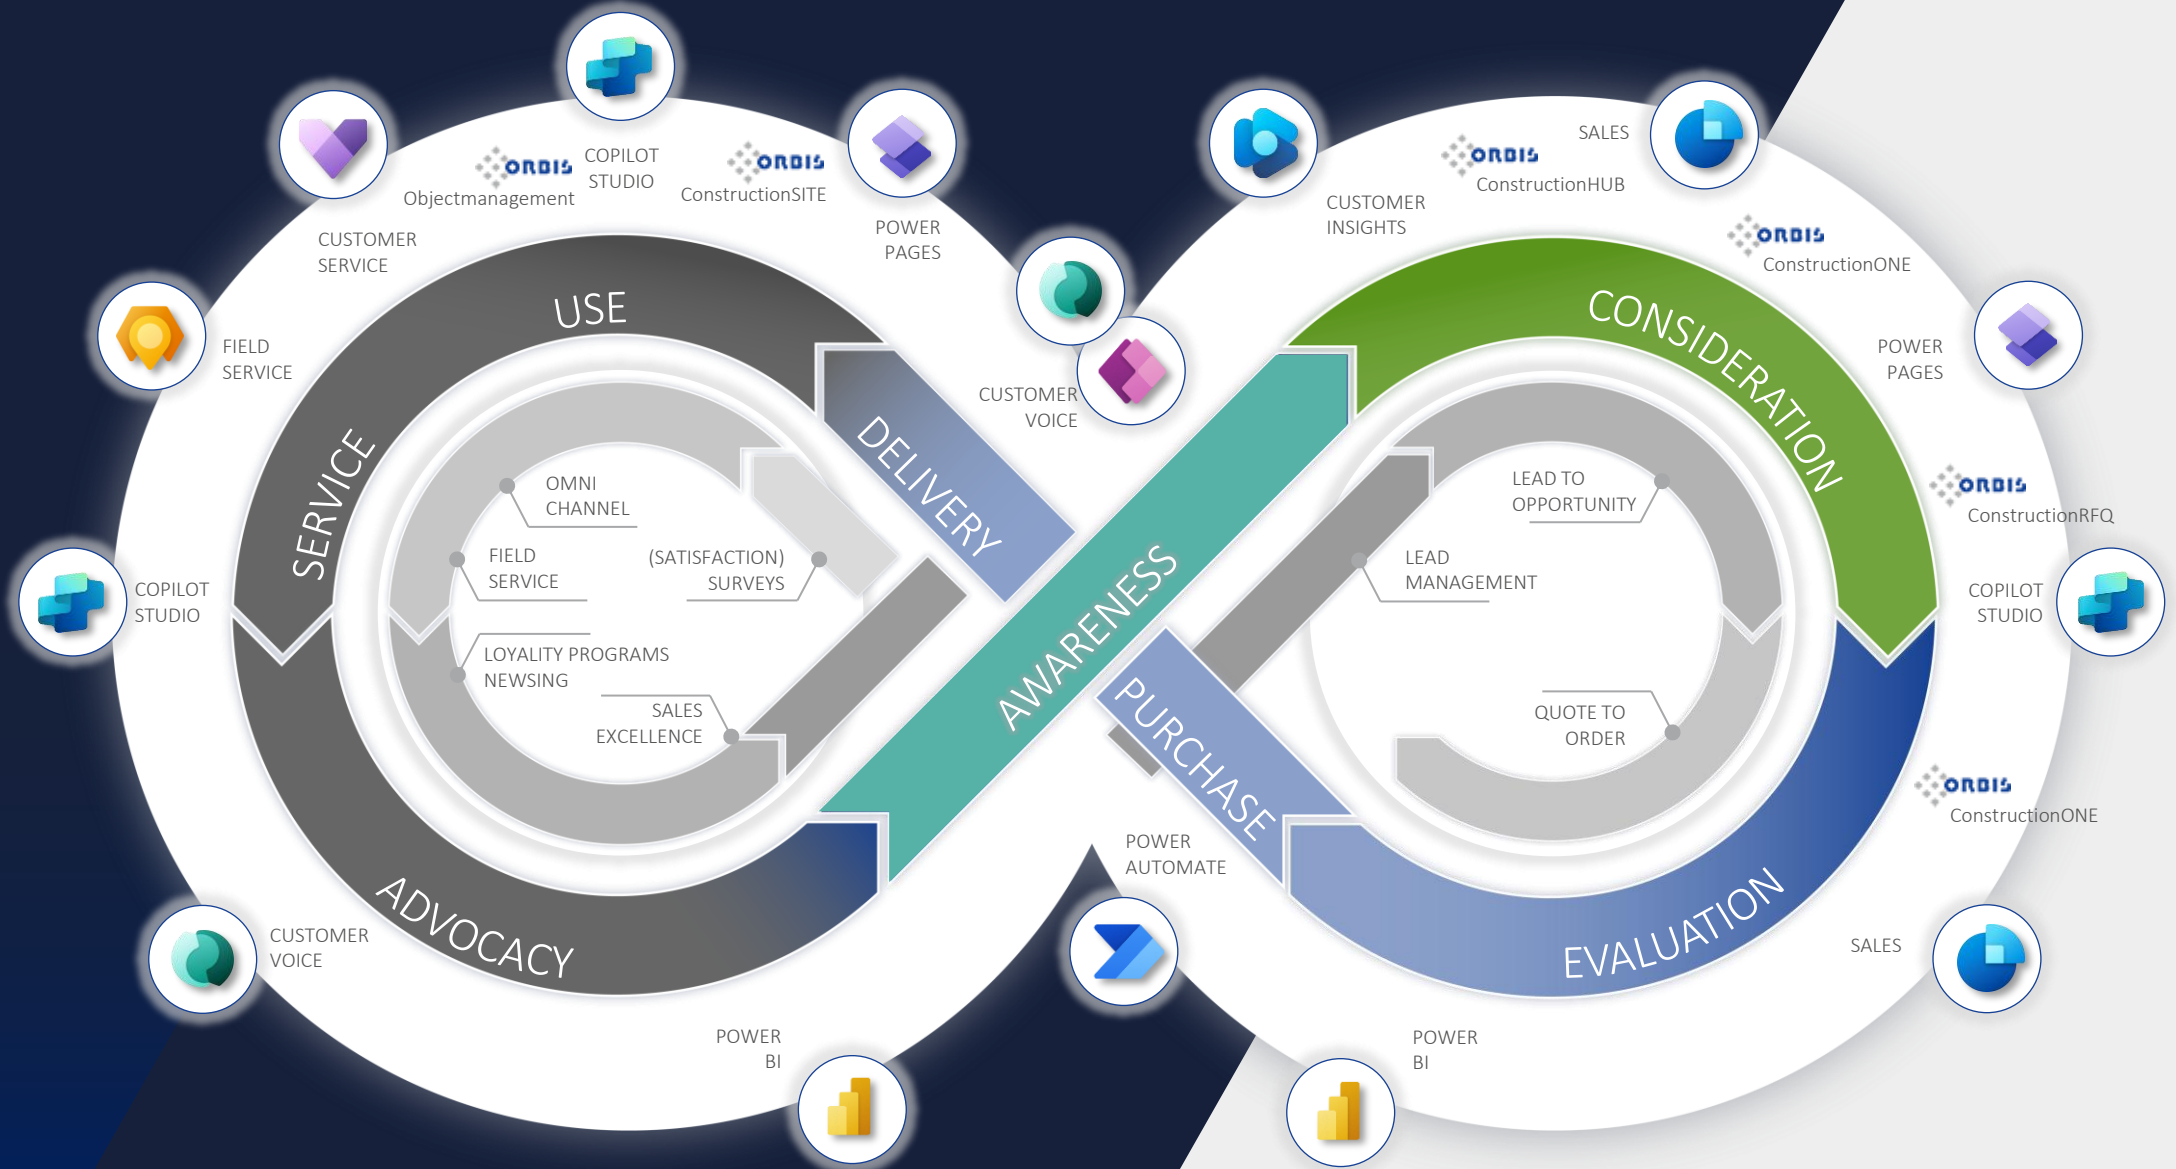 COPILOT
STUDIO
ORBIS
Objectmanagement
ORBIS
ConstructionSITE
CUSTOMER
SERVICE
POWER
PAGES
FIELD
SERVICE
CUSTOMER
VOICE
COPILOT
STUDIO
CUSTOMER
VOICE
POWER
BI
USE
DELIVERY
SERVICE
ADVOCACY
OMNI
CHANNEL
FIELD
SERVICE
(SATISFACTION)
SURVEYS
LOYALITY PROGRAMS
NEWSING
SALES
EXCELLENCE
AWARENESS
CUSTOMER
INSIGHTS
ORBIS
ConstructionHUB
SALES
ORBIS
ConstructionONE
POWER
PAGES
ORBIS
ConstructionRFQ
COPILOT
STUDIO
ORBIS
ConstructionONE
SALES
POWER
BI
POWER
AUTOMATE
CONSIDERATION
EVALUATION
PURCHASE
LEAD TO
OPPORTUNITY
LEAD
MANAGEMENT
QUOTE TO
ORDER